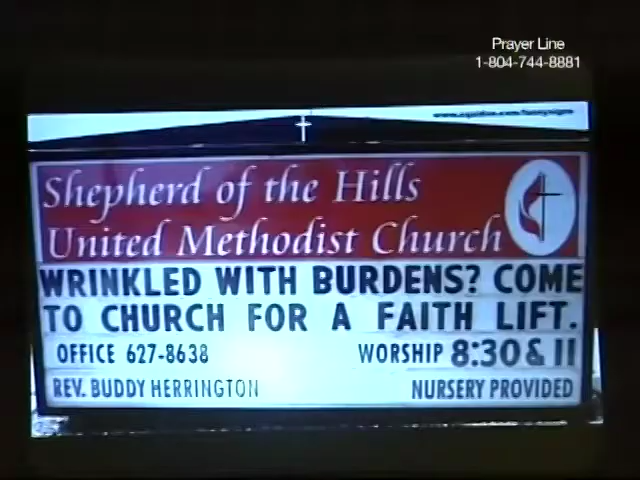 Prayer Line
1-804-744-8881
Shepherd of the Hills
United Methodist Church
WRINKLED WITH BURDENS? COME
TO CHURCH FOR A FAITH LIFT.
OFFICE 627-8638 WORSHIP 8:30 & 11
REV. BUDDY HERRINGTON NURSERY PROVIDED